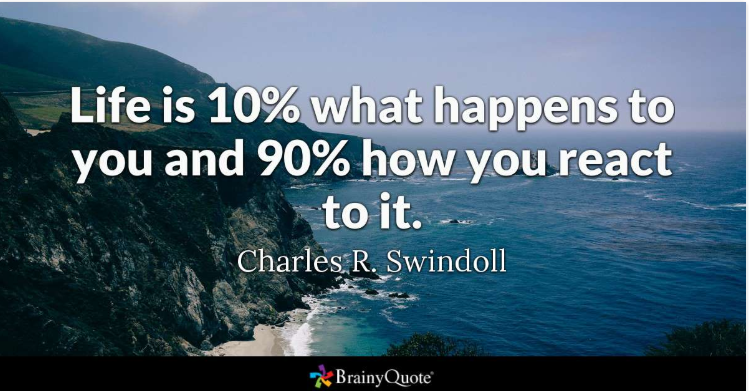 Life is 10% what happens to
you and 90% how you react
to it.
Charles R. Swindoll
BrainyQuote®